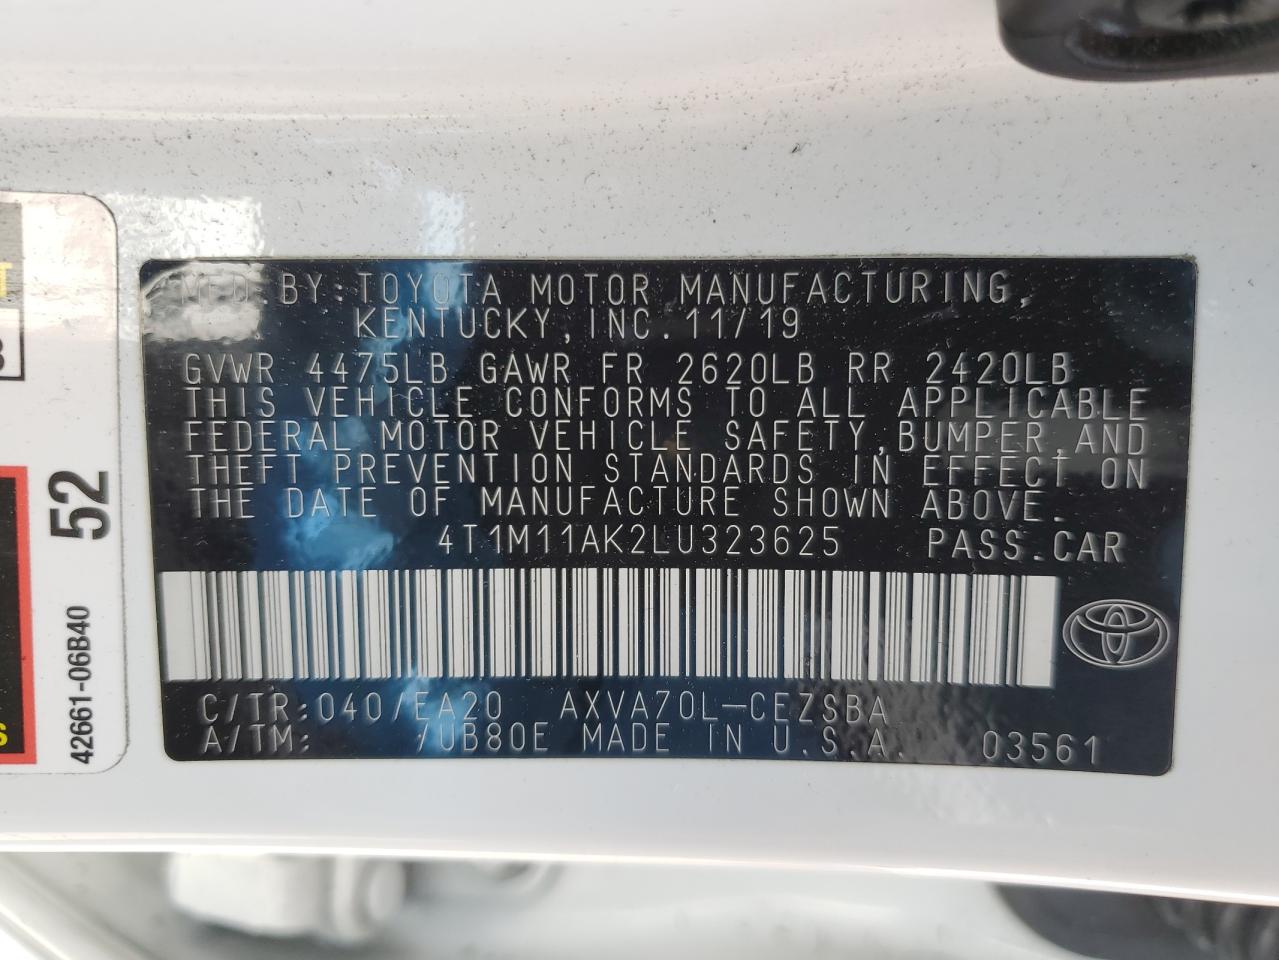 MFD.BY:TOYOTA MOTOR MANUFACTURING,
KENTUCKY, INC. 11/19
GVWR 4475LB GAWR FR 2620LB RR 2420LB
THIS VEHICLE CONFORMS TO ALL APPLICABLE
FEDERAL MOTOR VEHICLE SAFETY,BUMPER,AND
THEFT PREVENTION STANDARDS IN EFFECT ON
THE DATE OF MANUFACTURE SHOWN ABOVE.
4T1M11AK2LU323625 PASS.CAR
C/TR:040/EA20 AXVA70L-CEZSBA
A/TM: /UB80E MADE IN U.S.A. 03561
52
42661-06B40